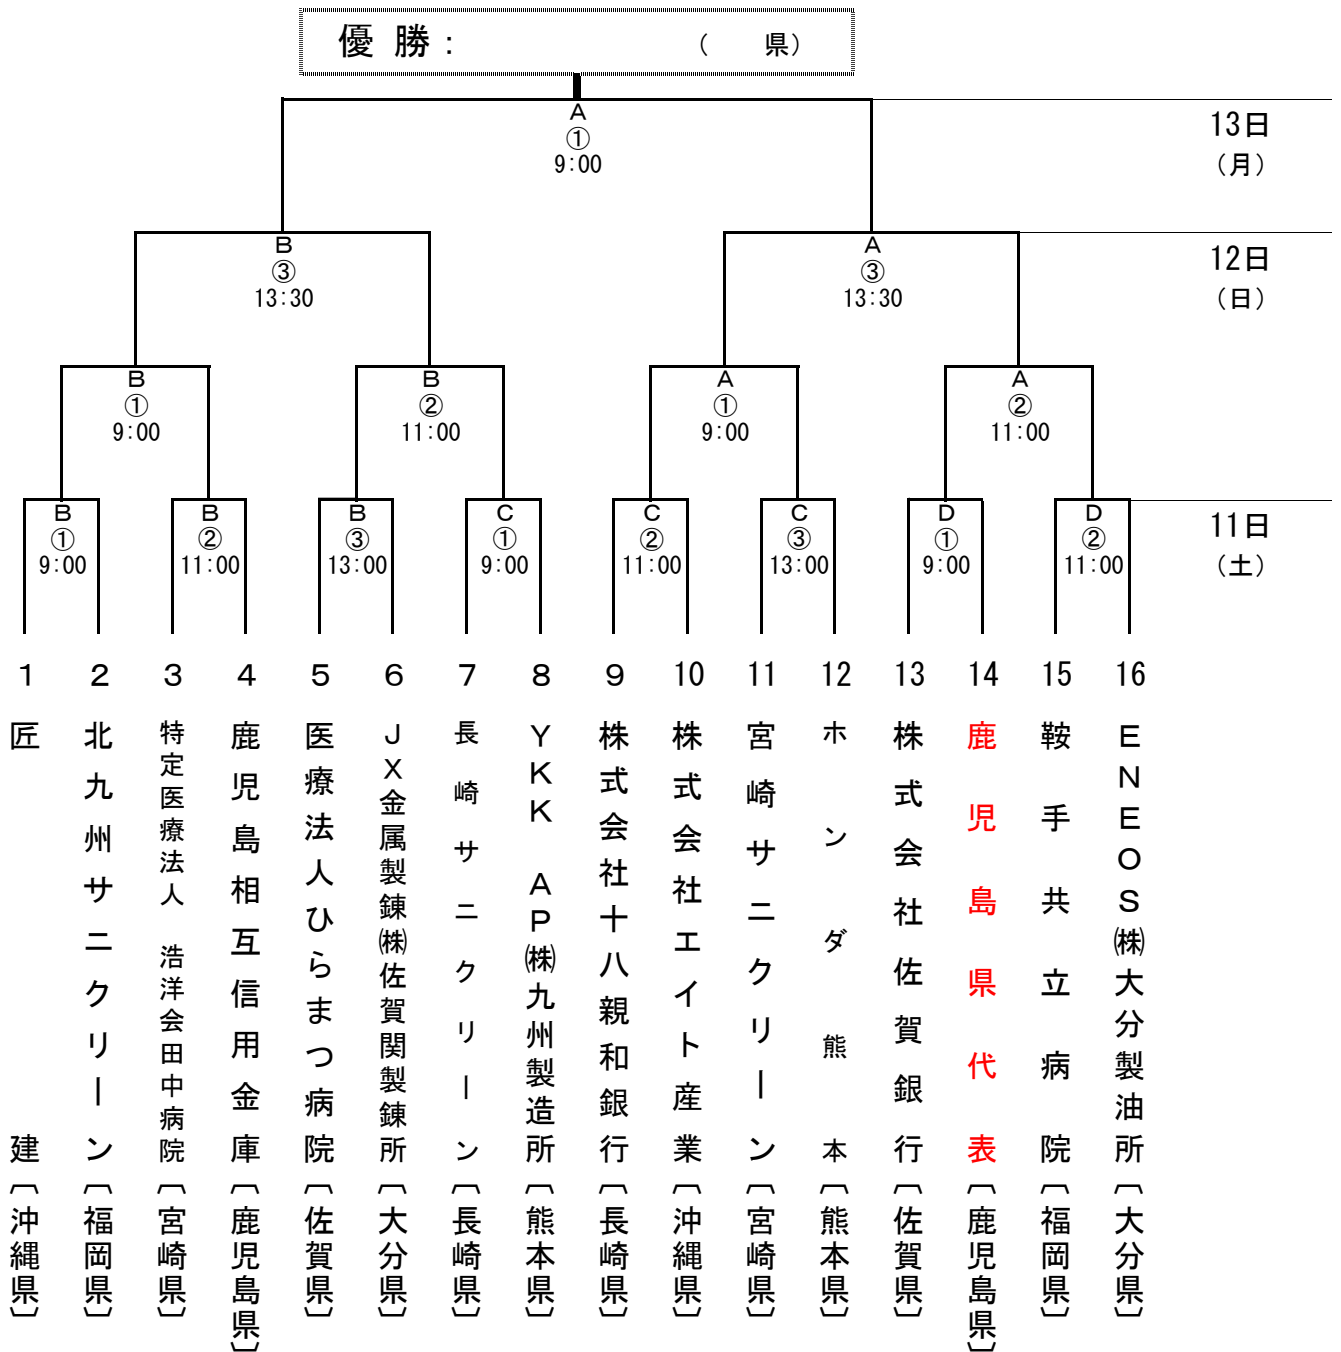 優 勝 : ( 県)
A
①
9:00
13日
(月)
B
③
13:30
A
③
13:30
12日
(日)
B
①
9:00
B
②
11:00
A
①
9:00
A
②
11:00
B
①
9:00
B
②
11:00
B
③
13:00
C
①
9:00
C
②
11:00
C
③
13:00
D
①
9:00
D
②
11:00
11日
(土)
1 匠建〔沖縄県〕
2 北九州サニクリーン〔福岡県〕
3 特定医療法人 浩洋会田中病院〔宮崎県〕
4 鹿児島相互信用金庫〔鹿児島県〕
5 医療法人ひらまつ病院〔佐賀県〕
6 JX金属製錬㈱佐賀関製錬所〔大分県〕
7 長崎サニクリーン〔長崎県〕
8 YKK AP㈱九州製造所〔熊本県〕
9 株式会社十八親和銀行〔長崎県〕
10 株式会社エイト産業〔沖縄県〕
11 宮崎サニクリーン〔宮崎県〕
12 ホンダ熊本〔熊本県〕
13 株式会社佐賀銀行〔佐賀県〕
14 鹿児島県代表〔鹿児島県〕
15 鞍手共立病院〔福岡県〕
16 ENEOS㈱大分製油所〔大分県〕